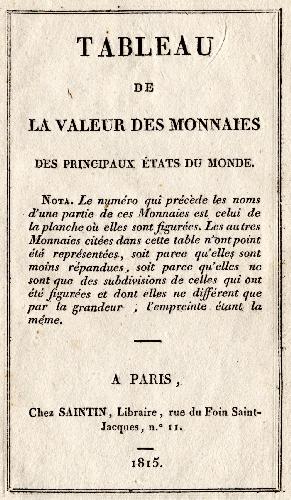 TABLEAU
DE
LA VALEUR DES MONNAIES
DES PRINCIPAUX ÉTATS DU MONDE.
NOTA. Le numéro qui précède les noms
d'une partie de ces Monnaies est celui de
la planche où elles sont figurées. Les autres
Monnaies citées dans cette table n'ont point
été représentées, soit parce qu'elles sont
moins répandues, soit parce qu'elles ne
sont que des subdivisions de celles qui ont
été figurées et dont elles ne diffèrent que
par la grandeur ; l'empreinte étant la
même.
A PARIS,
Chez SAINTIN, Libraire, rue du Foin Saint-
Jacques, n.° 11.
1815.